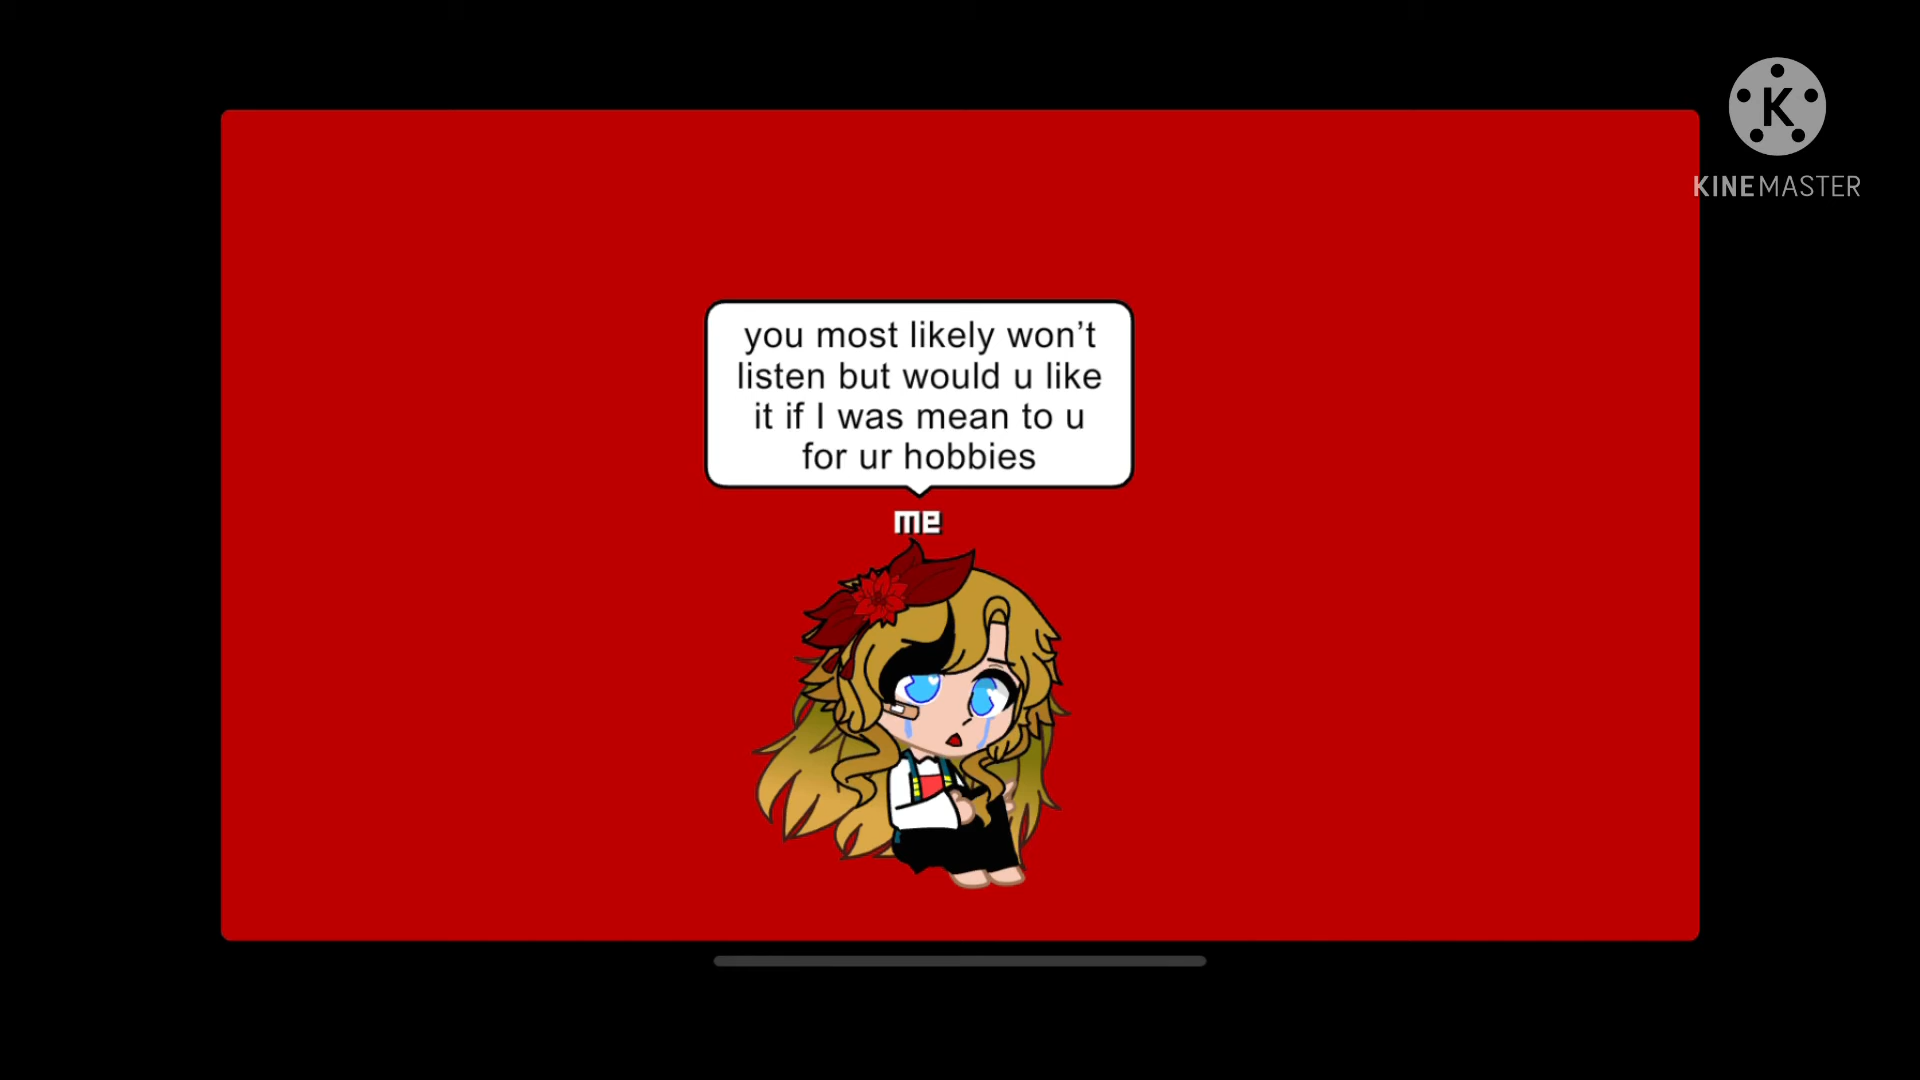 K
KINEMASTER
you most likely won’t
listen but would u like
it if I was mean to u
for ur hobbies
me